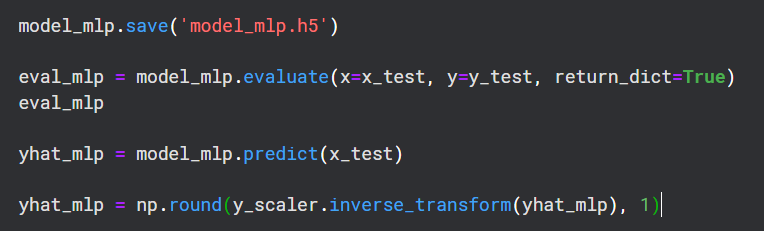 model_mlp.save('model_mlp.h5')
eval_mlp = model_mlp.evaluate(x=x_test, y=y_test, return_dict=True)
eval_mlp
yhat_mlp = model_mlp.predict(x_test)
yhat_mlp = np.round(y_scaler.inverse_transform(yhat_mlp), 1)